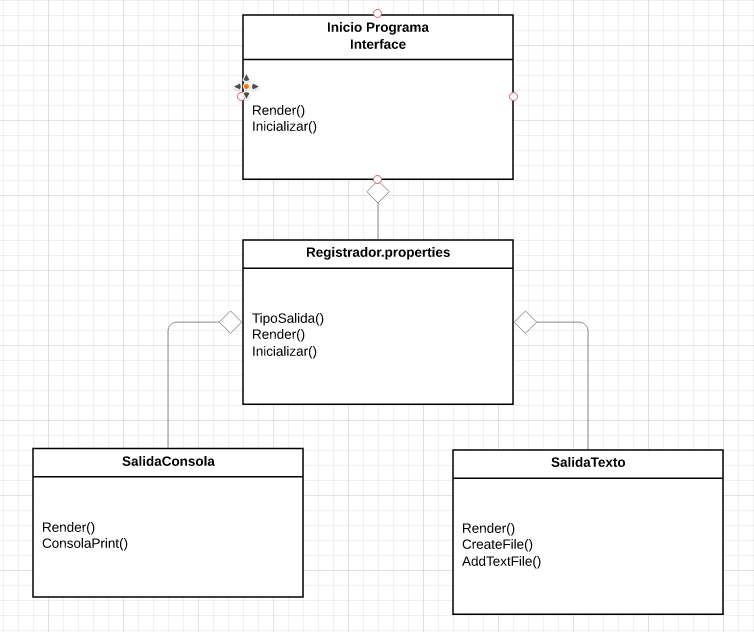 Inicio Programa
Interface
Render()
Inicializar()
Registrador.properties
TipoSalida()
Render()
Inicializar()
SalidaConsola
Render()
ConsolaPrint()
SalidaTexto
Render()
CreateFile()
AddTextFile()